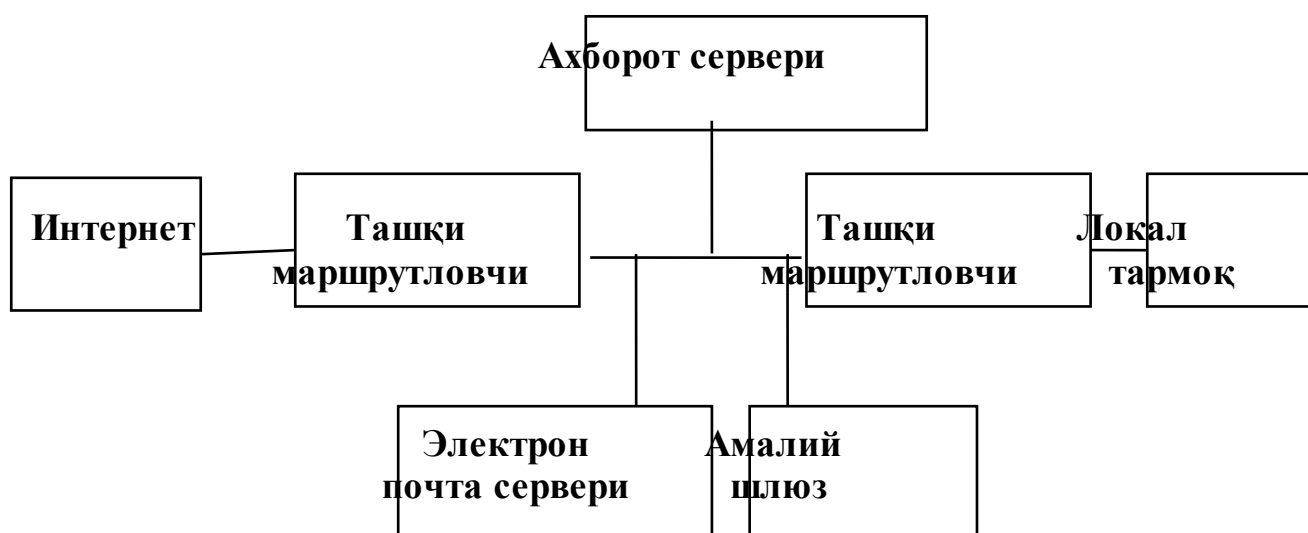 Ахборот сервери
Интернет
Ташқи
маршрутловчи
Ташқи
маршрутловчи
Локал
тармоқ
Электрон
почта сервери
Амалий
шлюз